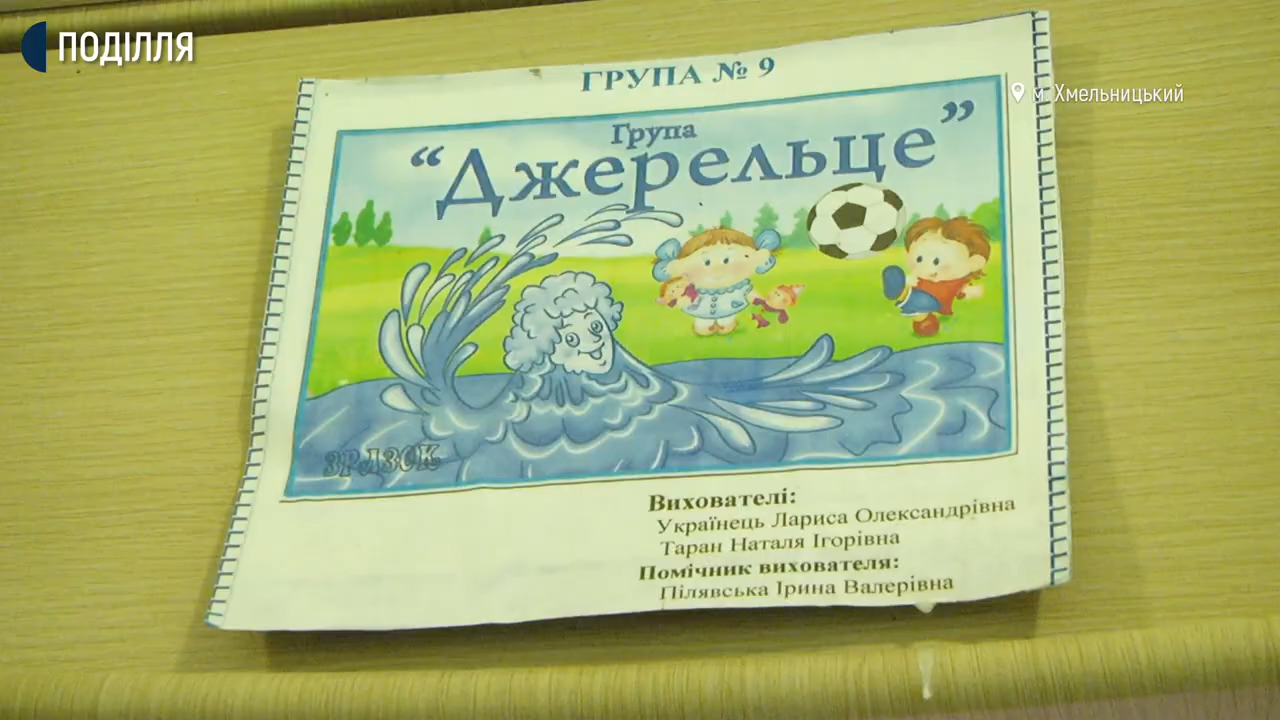 ПОДІЛЛЯ
м. Хмельницький
ГРУПА № 9
Група
“Джерельце”
ЗРАЗОК
Вихователі:
Українець Лариса Олександрівна
Таран Наталя Ігорівна
Помічник вихователя:
Пілявська Ірина Валерівна